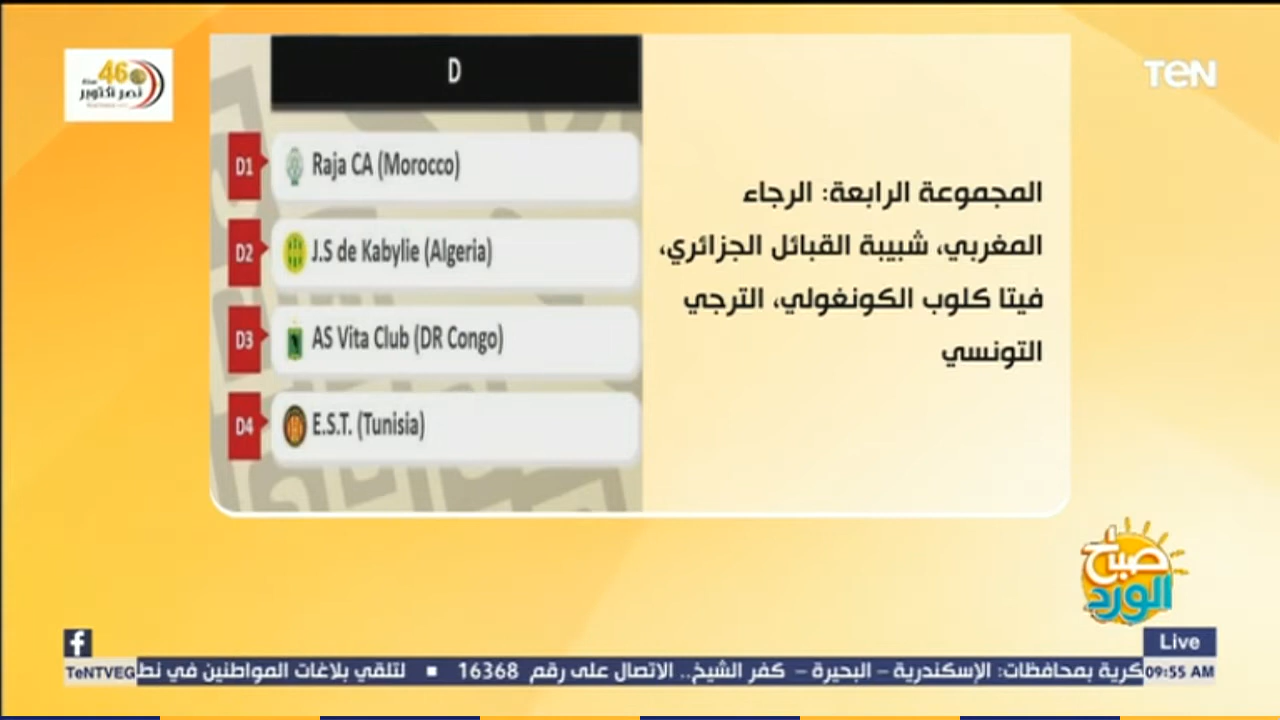 46
سنة
نصر أكتوبر
TeN
D
D1 Raja CA (Morocco)
D2 J.S de Kabylie (Algeria)
D3 AS Vita Club (DR Congo)
D4 E.S.T. (Tunisia)
المجموعة الرابعة: الرجاء
المغربي، شبيبة القبائل الجزائري،
فيتا كلوب الكونغولي، الترجي
التونسي
صباح
الورد
Live
09:55 AM
TeNTVEG
كرية بمحافظات: الإسكندرية – البحيرة – كفر الشيخ.. الاتصال على رقم 16368 ■ لتلقي بلاغات المواطنين في نط